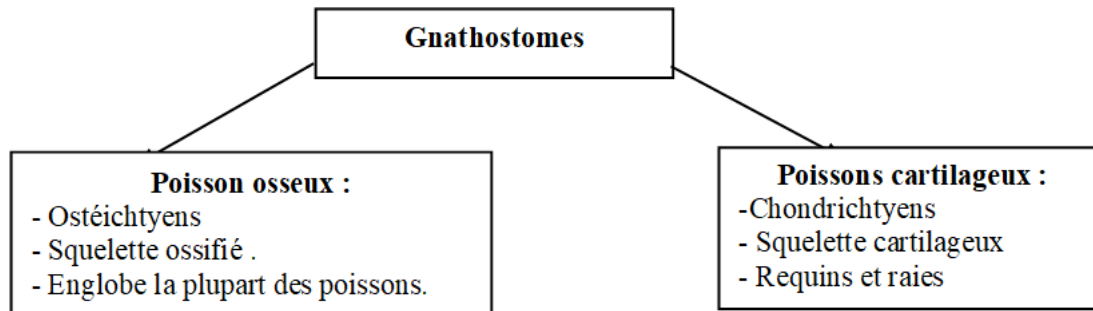 Gnathostomes
Poisson osseux :
- Ostéichtyens
- Squelette ossifié .
- Englobe la plupart des poissons.
Poissons cartilageux :
-Chondrichtyens
- Squelette cartilageux
- Requins et raies